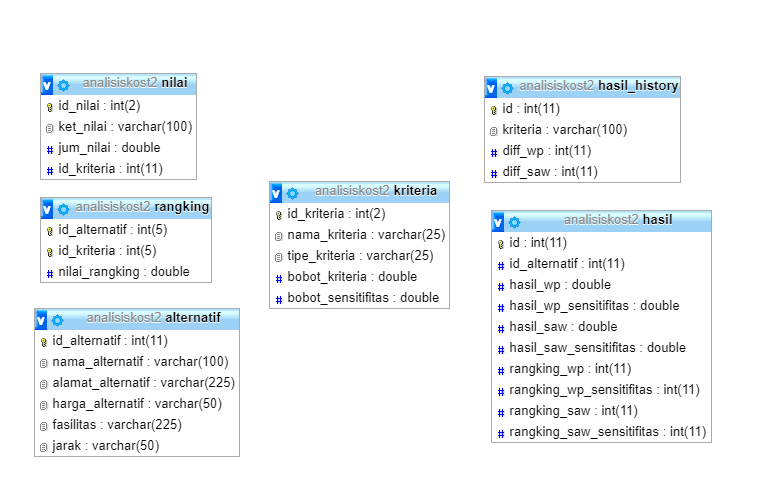 analisiskost2 nilai
id_nilai : int(2)
ket_nilai : varchar(100)
jum_nilai : double
id_kriteria : int(11)
analisiskost2 rangking
id_alternatif : int(5)
id_kriteria : int(5)
nilai_rangking : double
analisiskost2 alternatif
id_alternatif : int(11)
nama_alternatif : varchar(100)
alamat_alternatif : varchar(225)
harga_alternatif : varchar(50)
fasilitas : varchar(225)
jarak : varchar(50)
analisiskost2 kriteria
id_kriteria : int(2)
nama_kriteria : varchar(25)
tipe_kriteria : varchar(25)
bobot_kriteria : double
bobot_sensitifitas : double
analisiskost2 hasil_history
id : int(11)
kriteria : varchar(100)
diff_wp : int(11)
diff_saw : int(11)
analisiskost2 hasil
id : int(11)
id_alternatif : int(11)
hasil_wp : double
hasil_wp_sensitifitas : double
hasil_saw : double
hasil_saw_sensitifitas : double
rangking_wp : int(11)
rangking_wp_sensitifitas : int(11)
rangking_saw : int(11)
rangking_saw_sensitifitas : int(11)